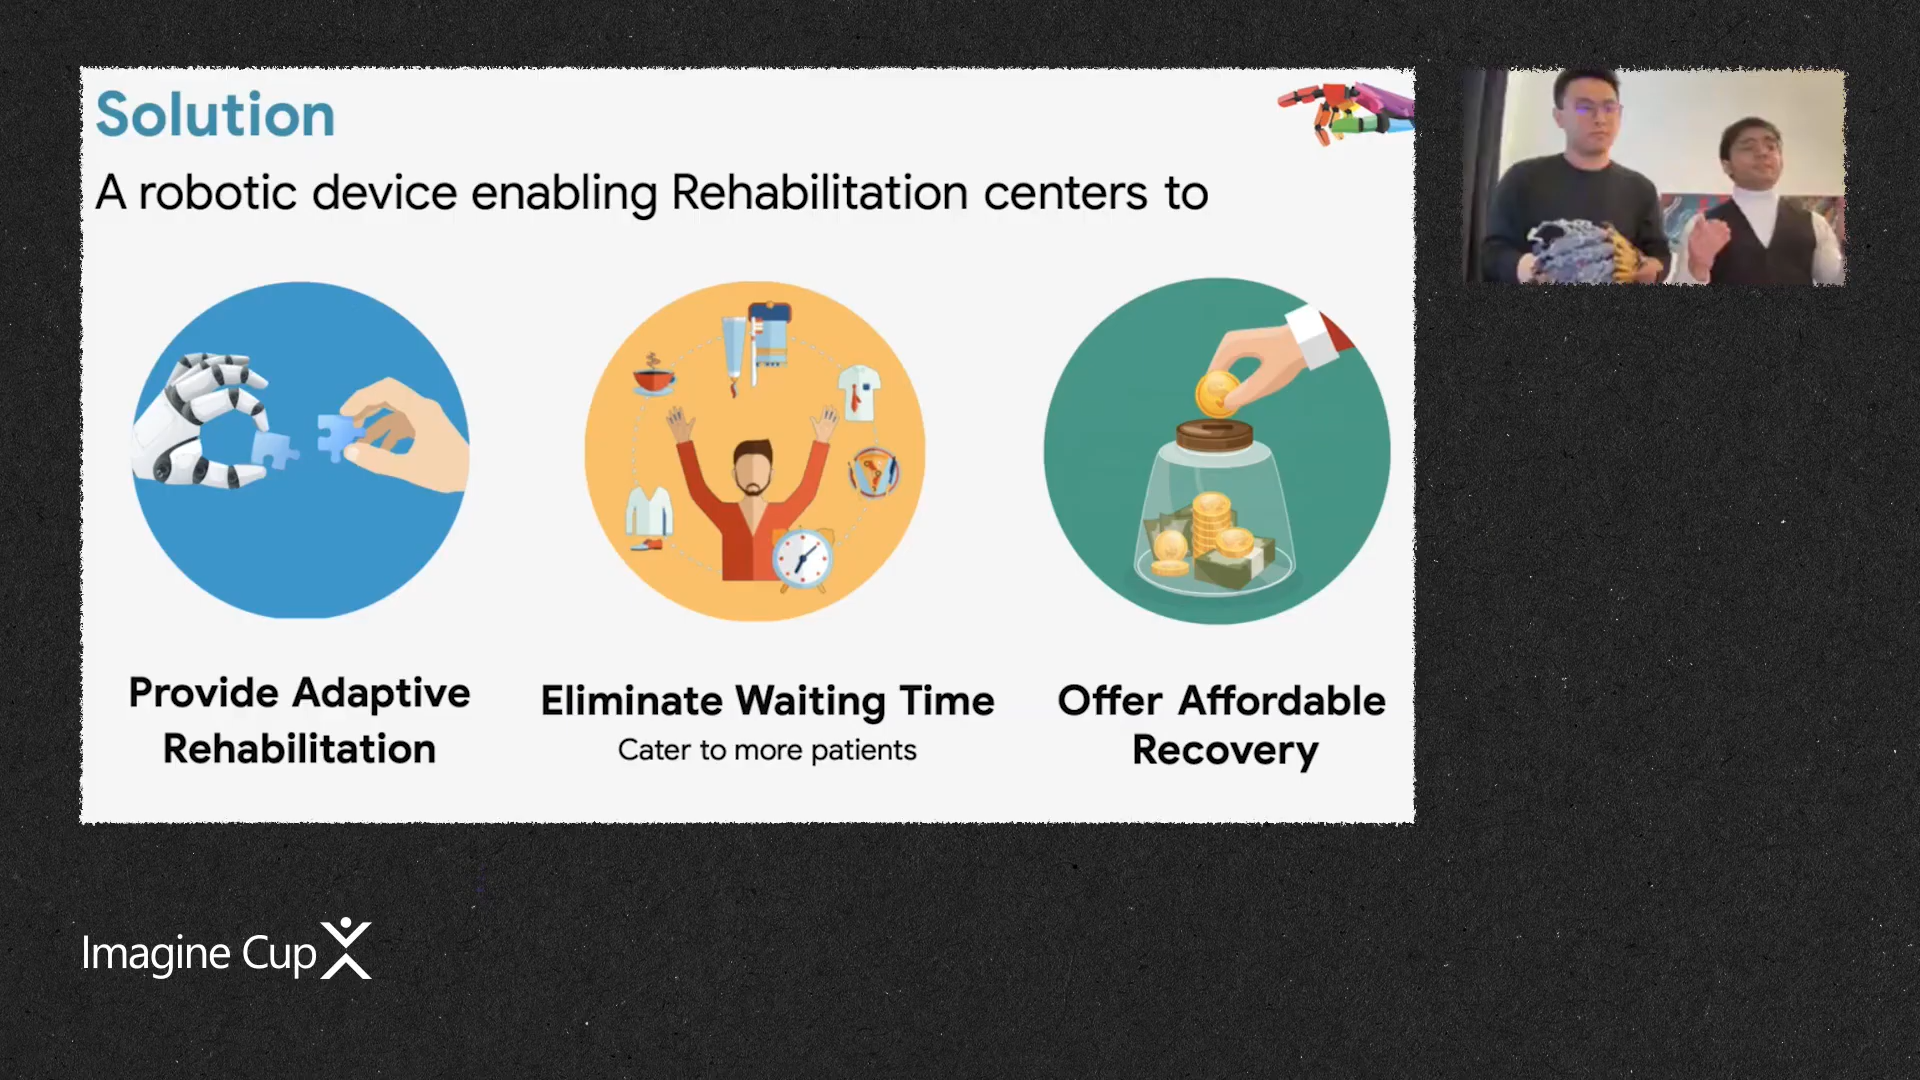 Solution
A robotic device enabling Rehabilitation centers to
Provide Adaptive
Rehabilitation
Eliminate Waiting Time
Cater to more patients
Offer Affordable
Recovery
Imagine Cup